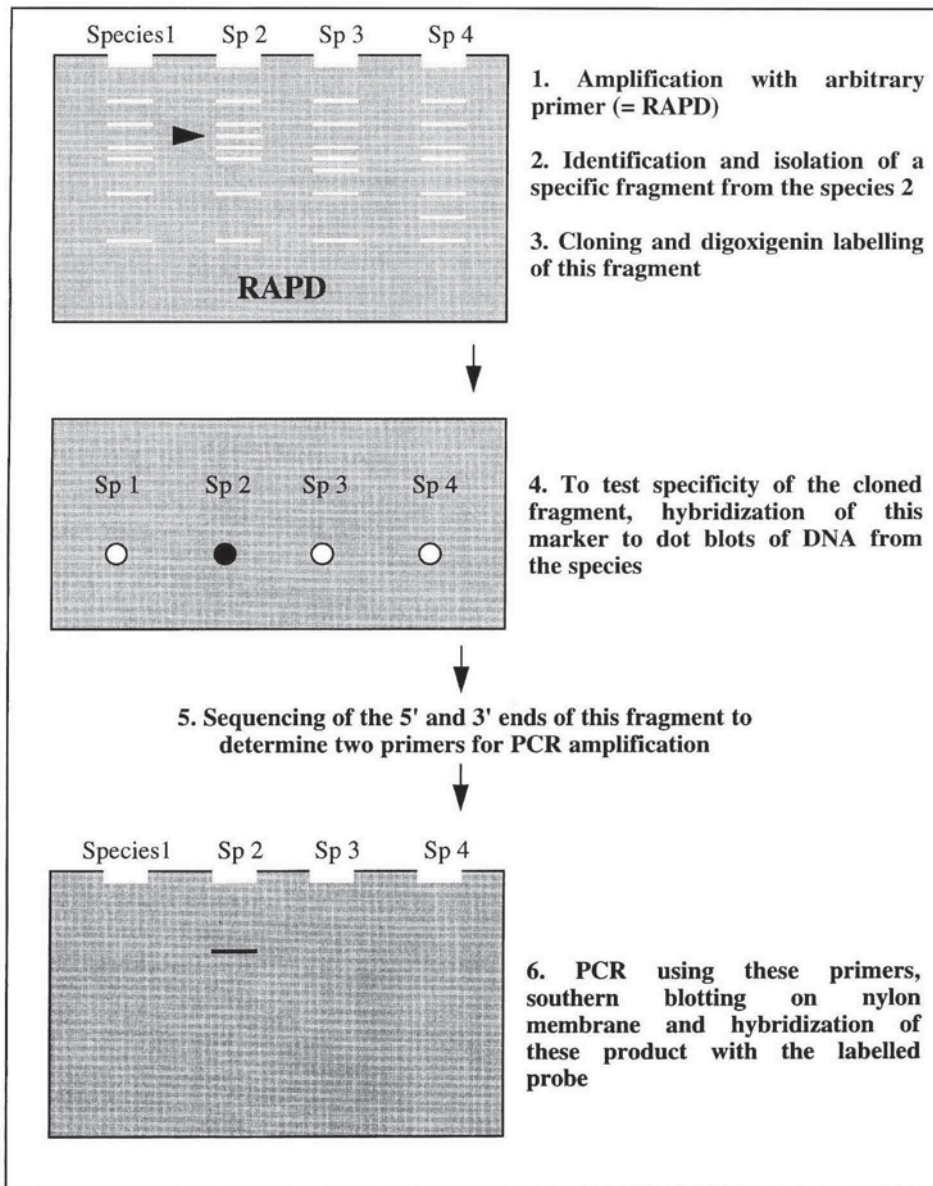 Species1 Sp 2 Sp 3 Sp 4
1. Amplification with arbitrary
primer (= RAPD)
2. Identification and isolation of a
specific fragment from the species 2
3. Cloning and digoxigenin labelling
of this fragment
RAPD
Sp 1 Sp 2 Sp 3 Sp 4
4. To test specificity of the cloned
fragment, hybridization of this
marker to dot blots of DNA from
the species
5. Sequencing of the 5' and 3' ends of this fragment to
determine two primers for PCR amplification
Species1 Sp 2 Sp 3 Sp 4
6. PCR using these primers,
southern blotting on nylon
membrane and hybridization of
these product with the labelled
probe